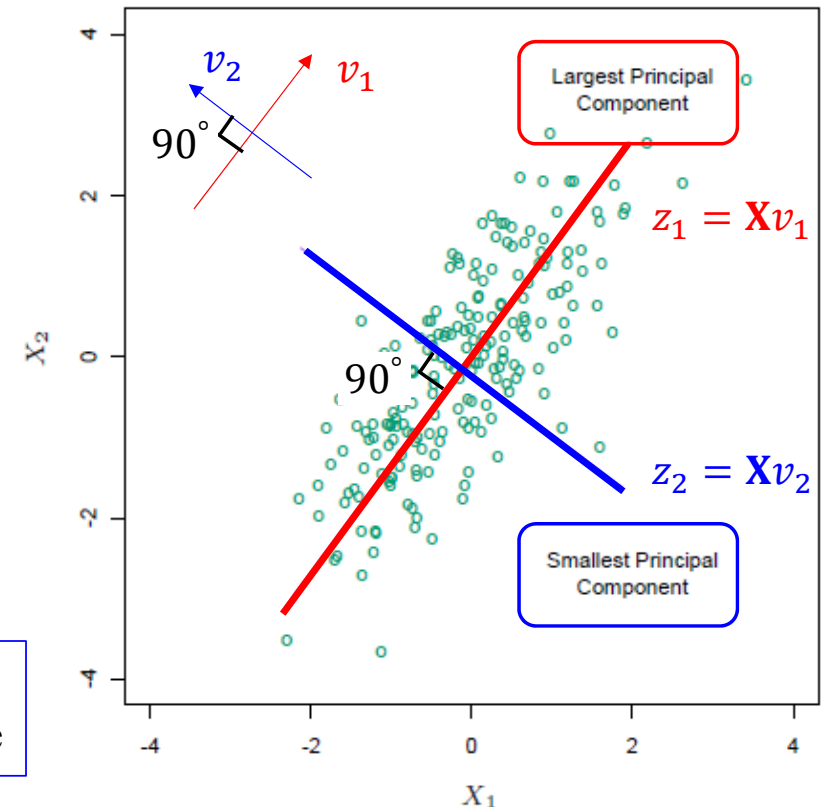 4
v₂
v₁
90°
Largest Principal
Component
2
z₁ = Xv₁
X₂
0
90°
z₂ = Xv₂
-2
Smallest Principal
Component
-4
e
-4 -2 0 2 4
X₁